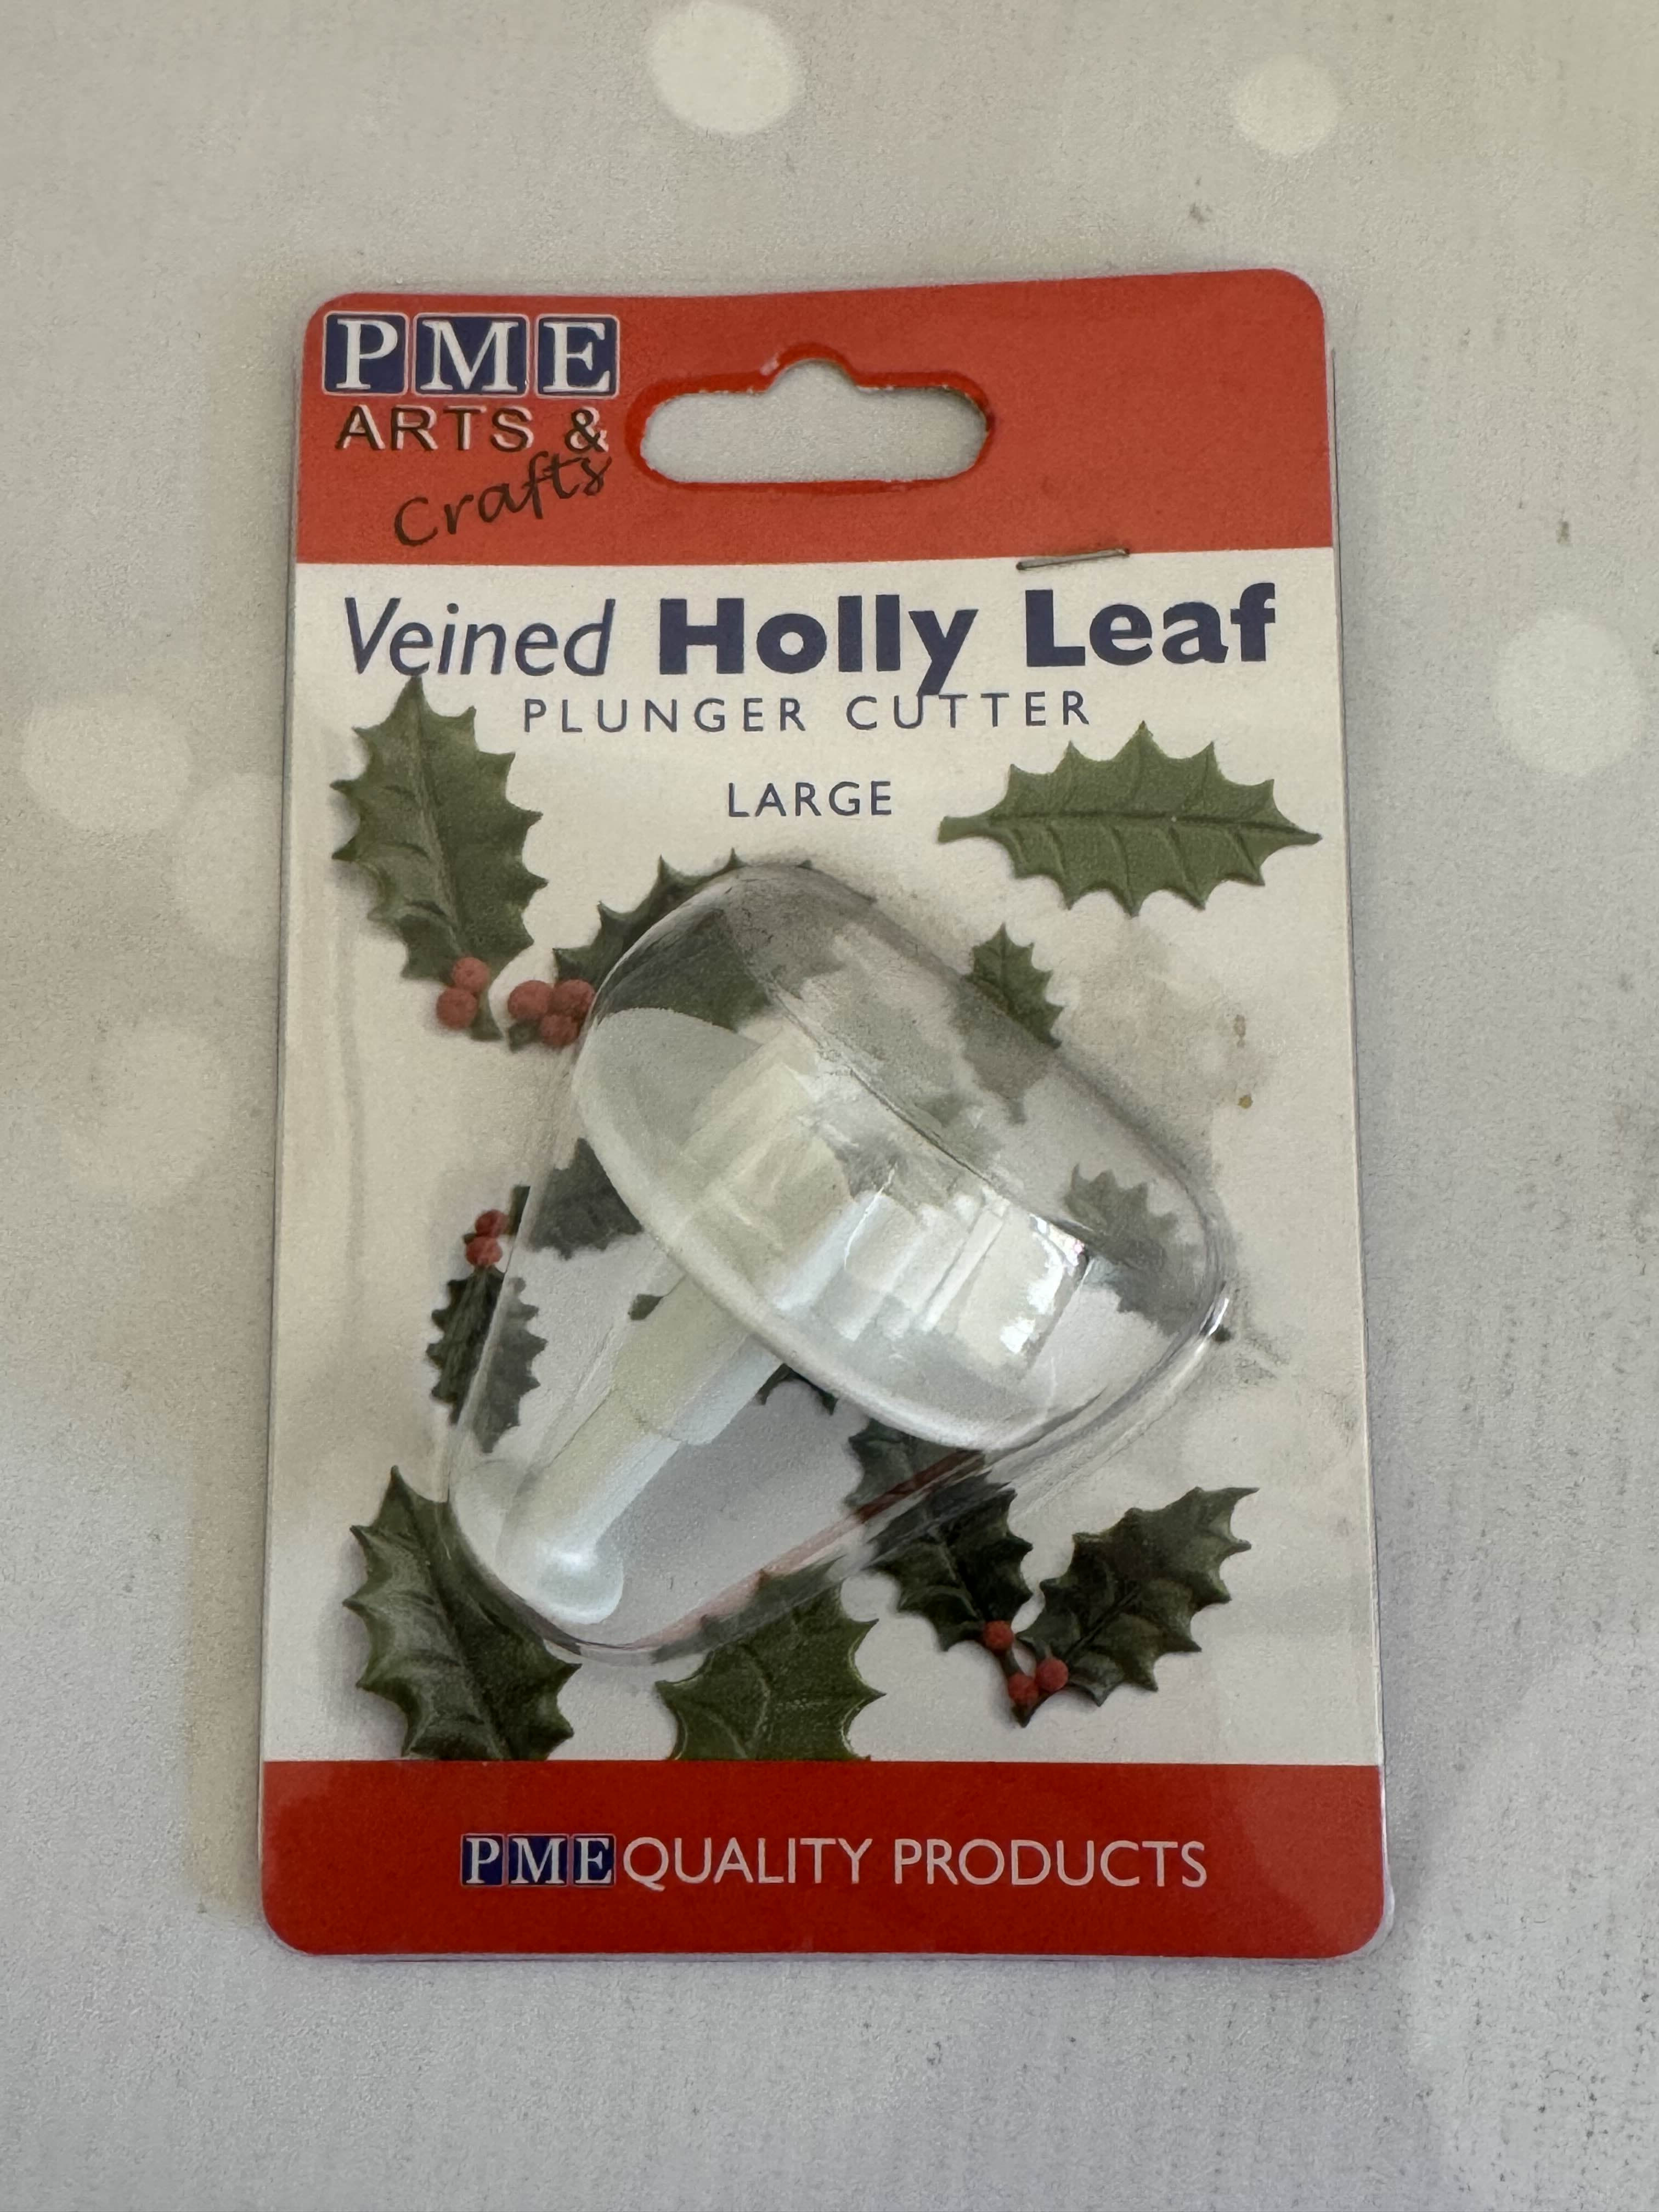 PME
ARTS &
Crafts
Veined Holly Leaf
PLUNGER CUTTER
LARGE
PME QUALITY PRODUCTS